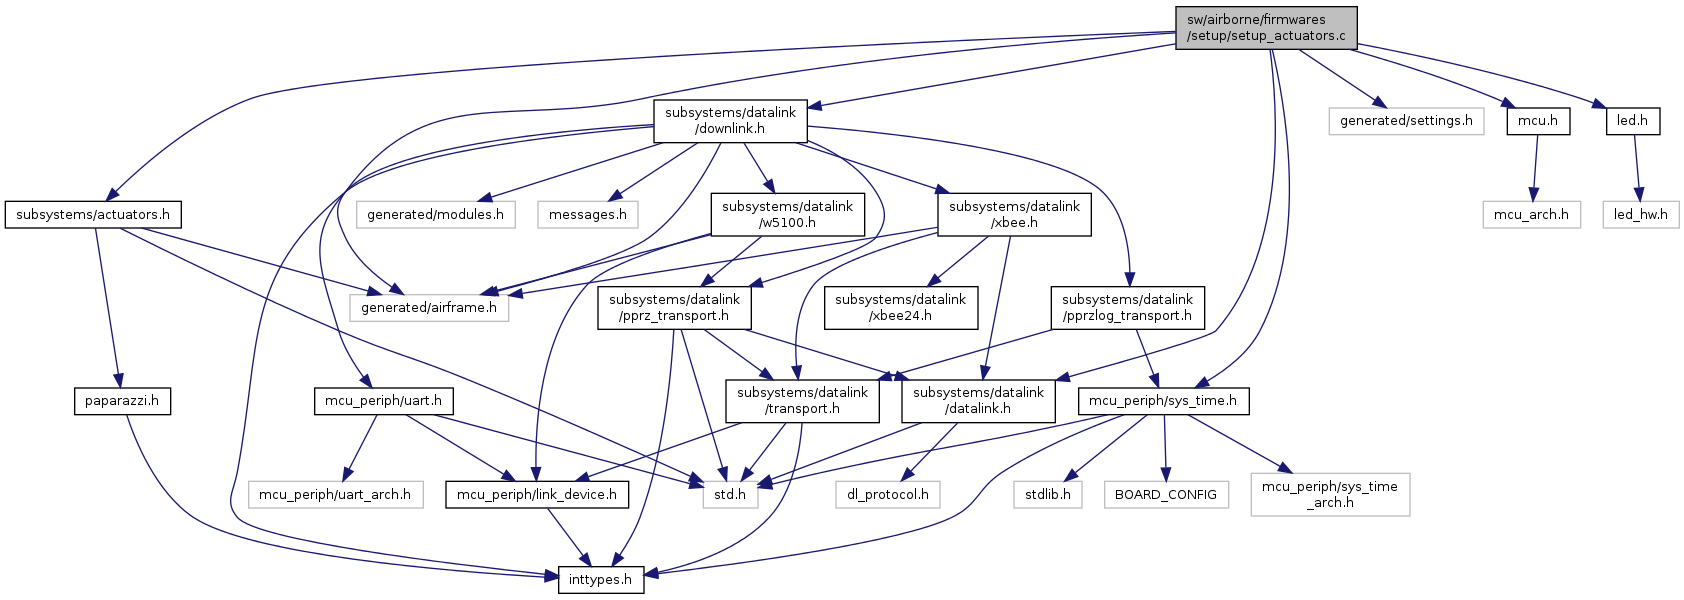 sw/airborne/firmwares
/setup/setup_actuators.c
subsystems/datalink
/downlink.h
generated/settings.h
mcu.h
led.h
subsystems/actuators.h
generated/modules.h
messages.h
subsystems/datalink
/w5100.h
subsystems/datalink
/xbee.h
mcu_arch.h
led_hw.h
generated/airframe.h
subsystems/datalink
/pprz_transport.h
subsystems/datalink
/xbee24.h
subsystems/datalink
/pprzlog_transport.h
paparazzi.h
mcu_periph/uart.h
subsystems/datalink
/transport.h
subsystems/datalink
/datalink.h
mcu_periph/sys_time.h
mcu_periph/uart_arch.h
mcu_periph/link_device.h
std.h
dl_protocol.h
stdlib.h
BOARD_CONFIG
mcu_periph/sys_time
_arch.h
inttypes.h